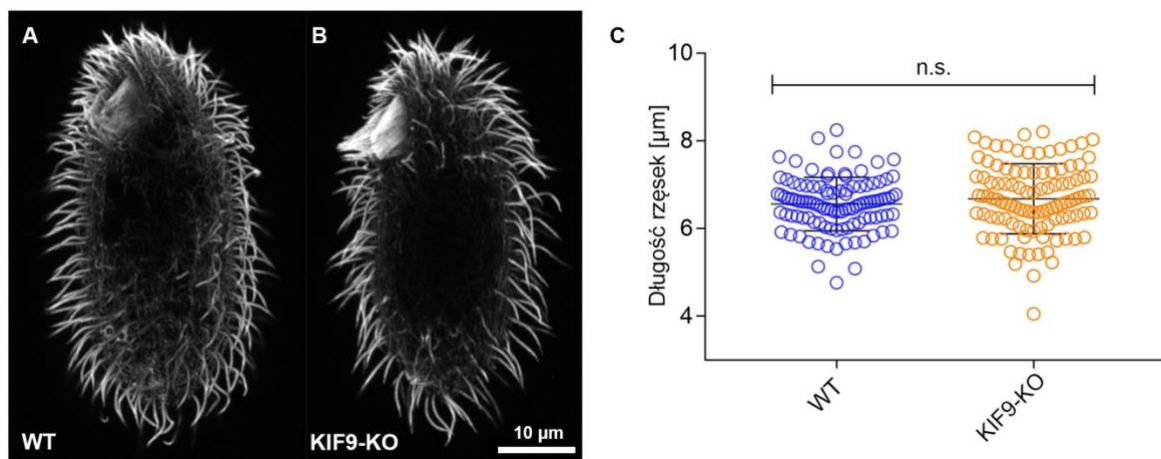 A
B
WT
KIF9-KO
10 µm
C
Długość rzęsek [µm]
10
8
6
4
n.s.
WT
KIF9-KO